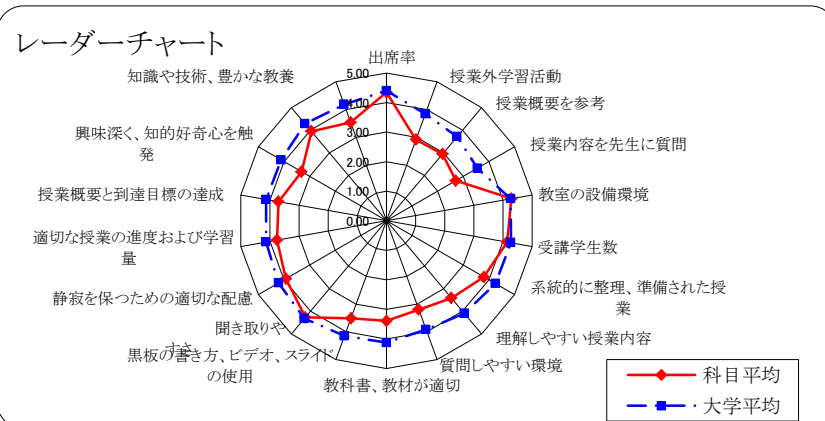 レーダーチャート
出席率
授業外学習活動
授業概要を参考
授業内容を先生に質問
教室の設備環境
受講学生数
系統的に整理、準備された授
業
理解しやすい授業内容
質問しやすい環境
教科書、教材が適切
黒板の書き方、ビデオ、スライド
の使用
聞き取りや
すさ
静寂を保つための適切な配慮
適切な授業の進度および学習
量
授業概要と到達目標の達成
興味深く、知的好奇心を触
発
知識や技術、豊かな教養
5.00
4.00
3.00
2.00
1.00
0.00
科目平均
大学平均